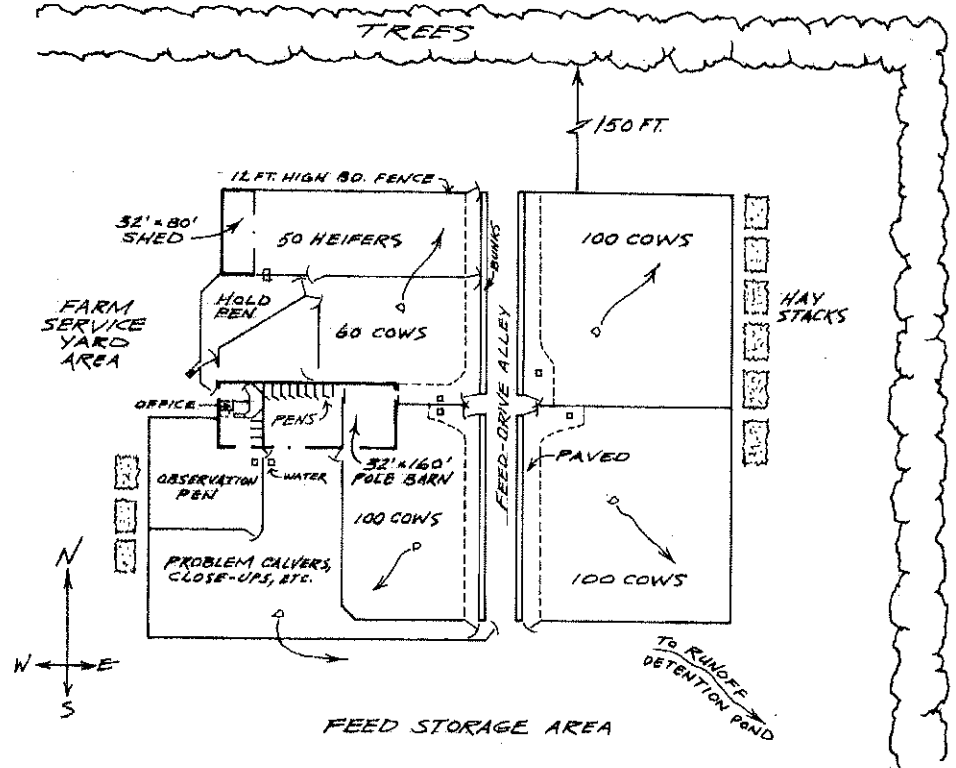 TREES
150 FT.
12 FT. HIGH BD. FENCE
32' × 80'
SHED
50 HEIFERS
BUNKS
100 COWS
HOLD
PEN
60 COWS
FARM
SERVICE
YARD
AREA
HAY
STACKS
FEED-DRIVE ALLEY
OFFICE
PENS
OBSERVATION
PEN
WATER
32' × 160'
POLE BARN
PAVED
100 COWS
PROBLEM CALVERS,
CLOSE-UPS, ETC.
100 COWS
N
W E
S
TO RUNOFF
DETENTION POND
FEED STORAGE AREA